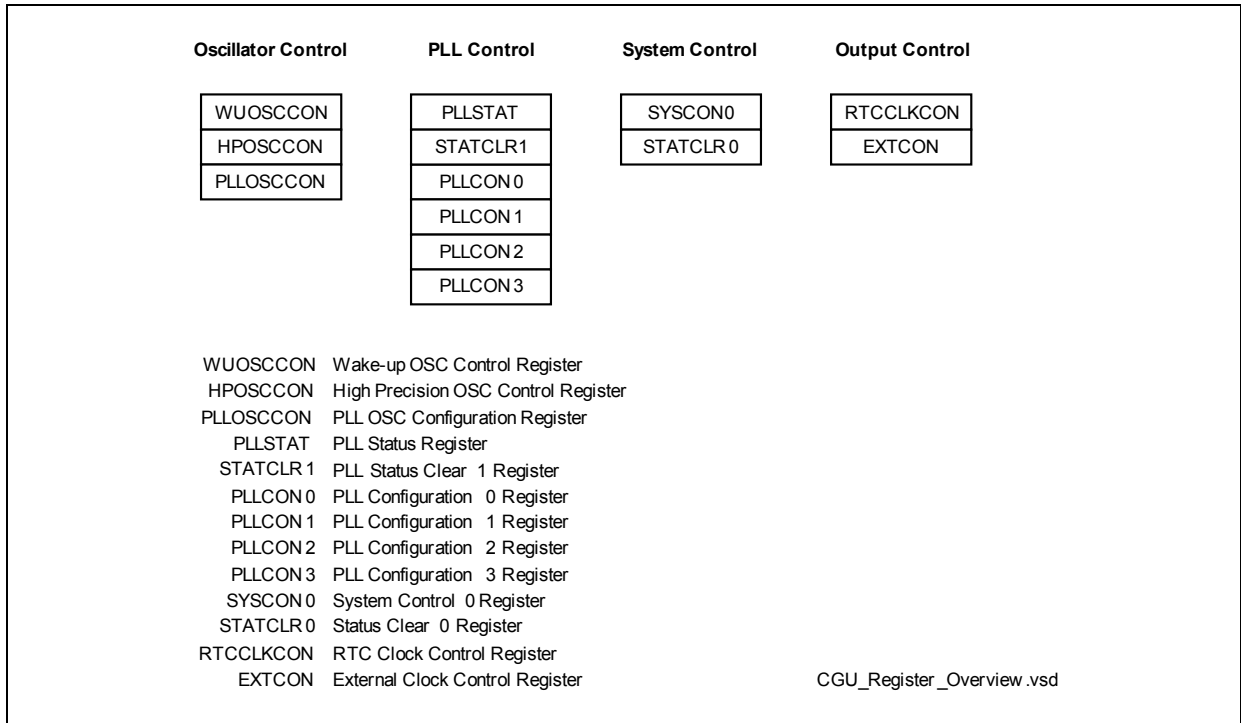 Oscillator Control PLL Control System Control Output Control
WUOSCCON PLLSTAT SYSCON0 RTCCLKCON
HPOSCCON STATCLR1 STATCLR0 EXTCON
PLLOSCCON PLLCON0
PLLCON1
PLLCON2
PLLCON3
WUOSCCON Wake-up OSC Control Register
HPOSCCON High Precision OSC Control Register
PLLOSCCON PLL OSC Configuration Register
PLLSTAT PLL Status Register
STATCLR1 PLL Status Clear 1 Register
PLLCON0 PLL Configuration 0 Register
PLLCON1 PLL Configuration 1 Register
PLLCON2 PLL Configuration 2 Register
PLLCON3 PLL Configuration 3 Register
SYSCON0 System Control 0 Register
STATCLR0 Status Clear 0 Register
RTCCLKCON RTC Clock Control Register
EXTCON External Clock Control Register CGU_Register_Overview.vsd